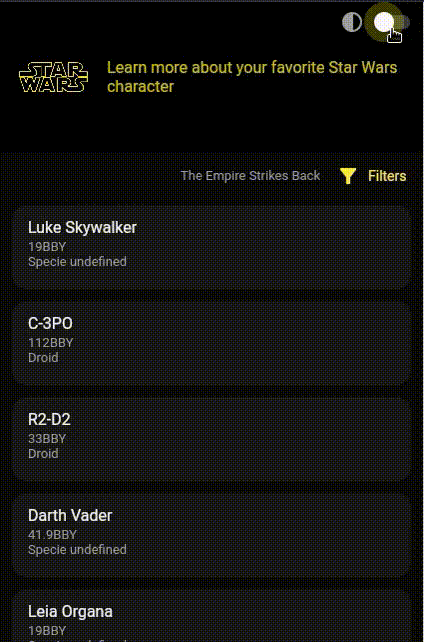 STAR
WARS
Learn more about your favorite Star Wars
character
The Empire Strikes Back
Filters
Luke Skywalker
19BBY
Specie undefined
C-3PO
112BBY
Droid
R2-D2
33BBY
Droid
Darth Vader
41.9BBY
Specie undefined
Leia Organa
19BBY